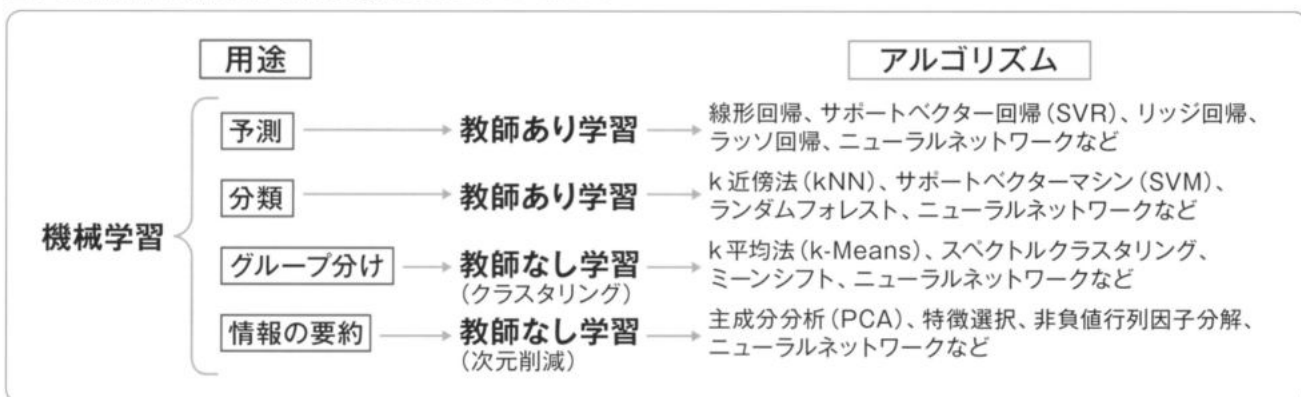 用途
アルゴリズム
機械学習
予測
教師あり学習
線形回帰、サポートベクター回帰(SVR)、リッジ回帰、
ラッソ回帰、ニューラルネットワークなど
分類
教師あり学習
k近傍法(kNN)、サポートベクターマシン(SVM)、
ランダムフォレスト、ニューラルネットワークなど
グループ分け
教師なし学習
(クラスタリング)
k平均法(k-Means)、スペクトルクラスタリング、
ミーンシフト、ニューラルネットワークなど
情報の要約
教師なし学習
(次元削減)
主成分分析(PCA)、特徴選択、非負値行列因子分解、
ニューラルネットワークなど